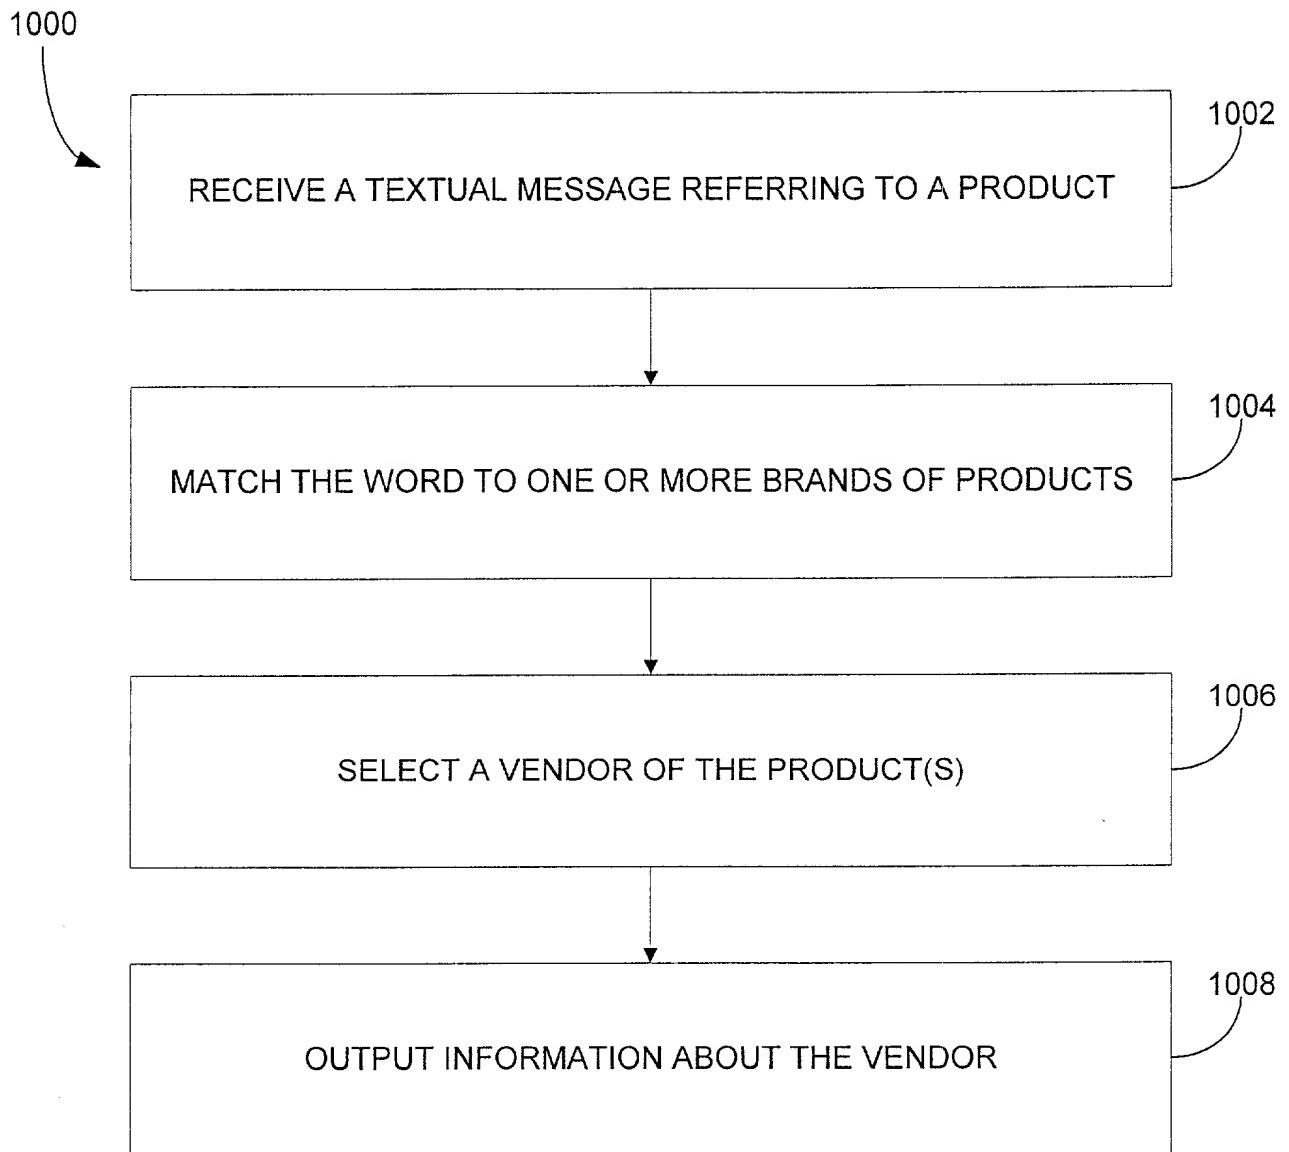 1000
1002
RECEIVE A TEXTUAL MESSAGE REFERRING TO A PRODUCT
1004
MATCH THE WORD TO ONE OR MORE BRANDS OF PRODUCTS
1006
SELECT A VENDOR OF THE PRODUCT(S)
1008
OUTPUT INFORMATION ABOUT THE VENDOR